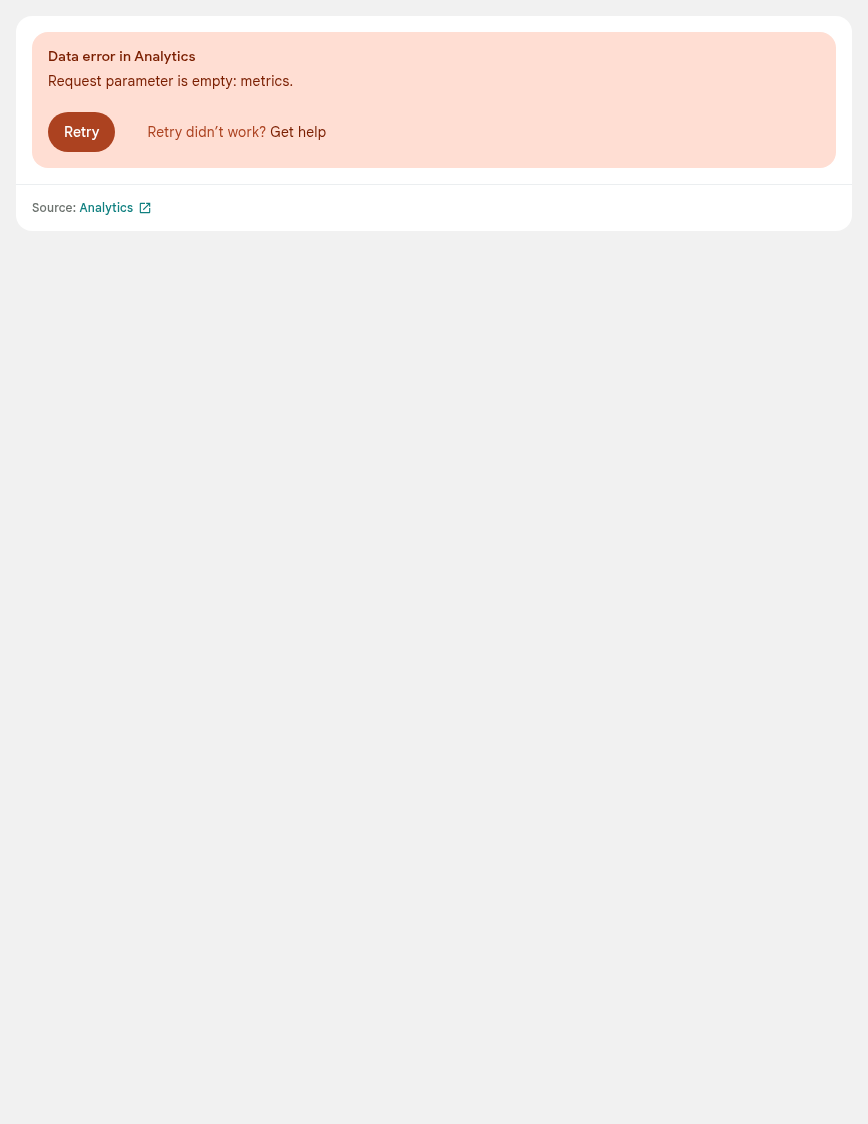 Data error in Analytics
Request parameter is empty: metrics.
Retry
Retry didn’t work? Get help
Source: Analytics